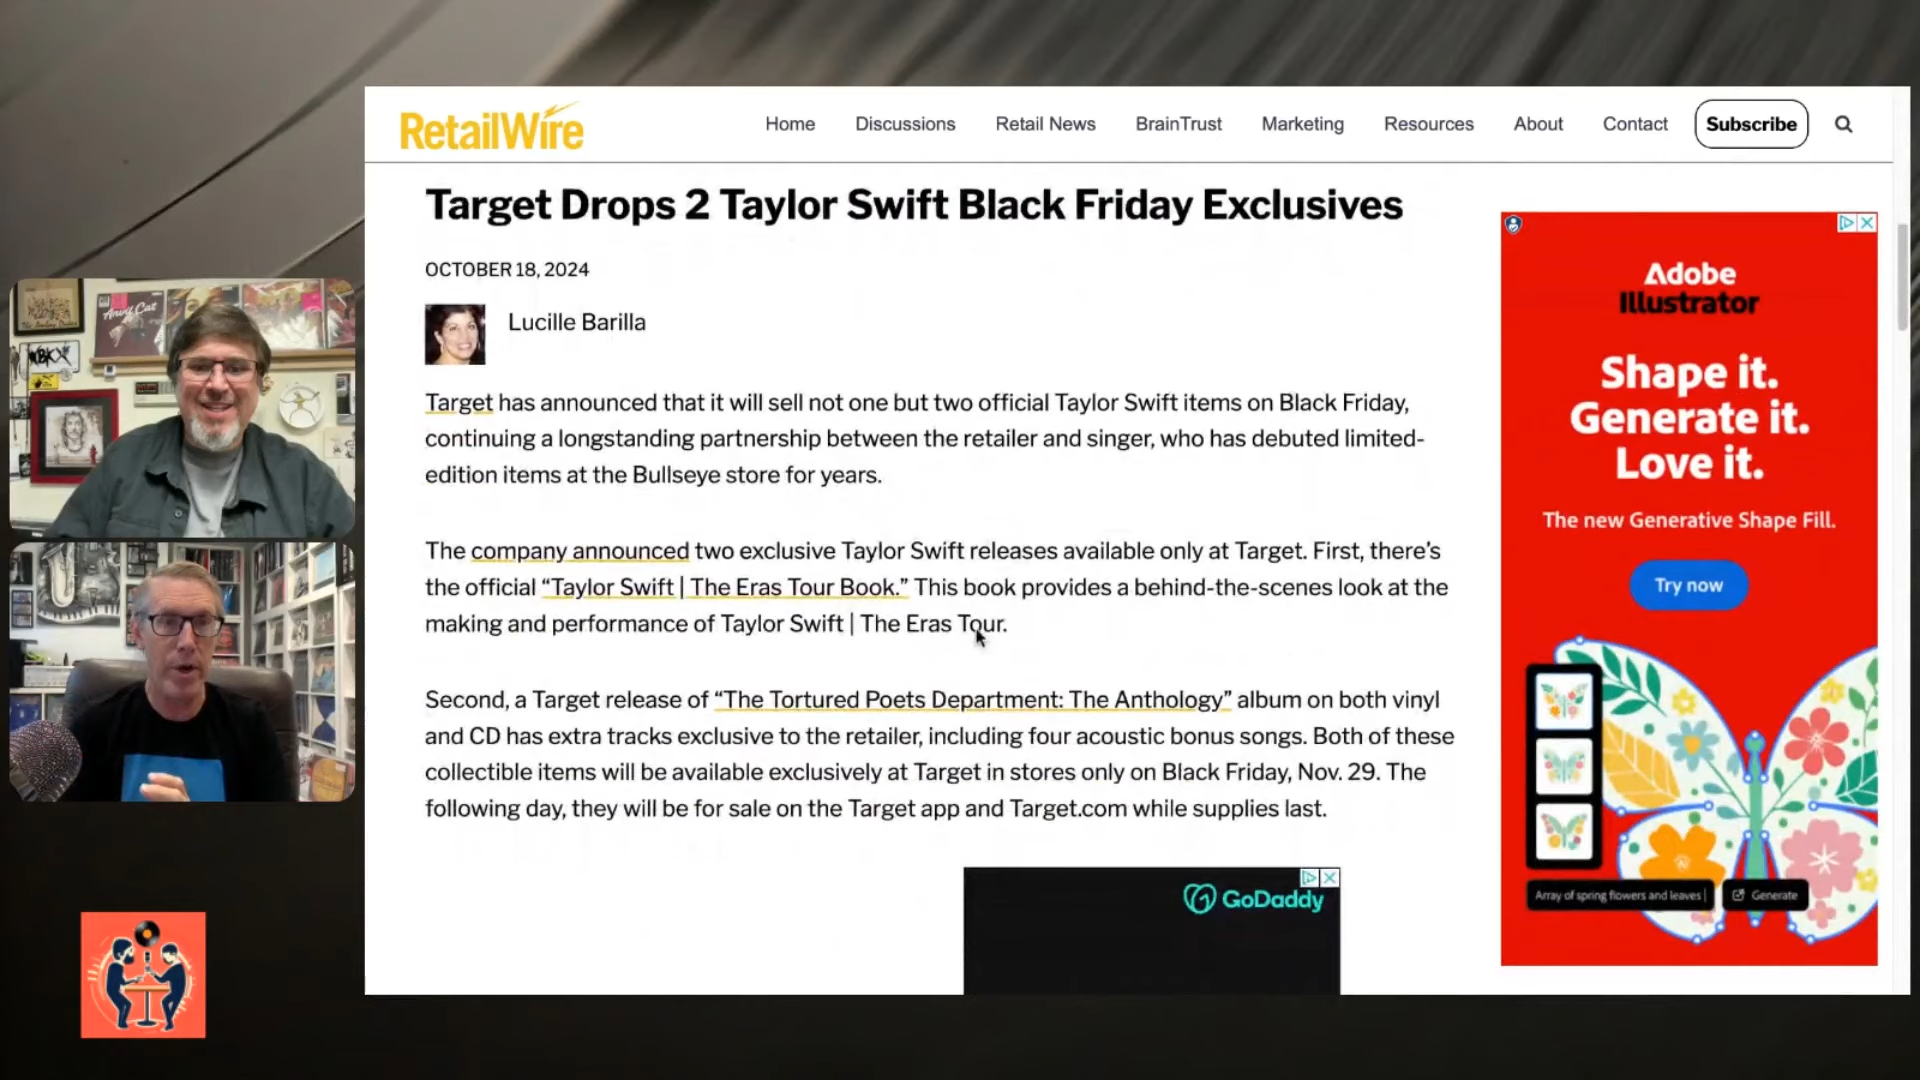 RetailWire
Home Discussions Retail News BrainTrust Marketing Resources About Contact Subscribe
Target Drops 2 Taylor Swift Black Friday Exclusives
OCTOBER 18, 2024
Lucille Barilla
Target has announced that it will sell not one but two official Taylor Swift items on Black Friday,
continuing a longstanding partnership between the retailer and singer, who has debuted limited-
edition items at the Bullseye store for years.
The company announced two exclusive Taylor Swift releases available only at Target. First, there’s
the official “Taylor Swift | The Eras Tour Book.” This book provides a behind-the-scenes look at the
making and performance of Taylor Swift | The Eras Tour.
Second, a Target release of “The Tortured Poets Department: The Anthology” album on both vinyl
and CD has extra tracks exclusive to the retailer, including four acoustic bonus songs. Both of these
collectible items will be available exclusively at Target in stores only on Black Friday, Nov. 29. The
following day, they will be for sale on the Target app and Target.com while supplies last.
GoDaddy
Adobe
Illustrator
Shape it.
Generate it.
Love it.
The new Generative Shape Fill.
Try now
Array of spring flowers and leaves
Generate